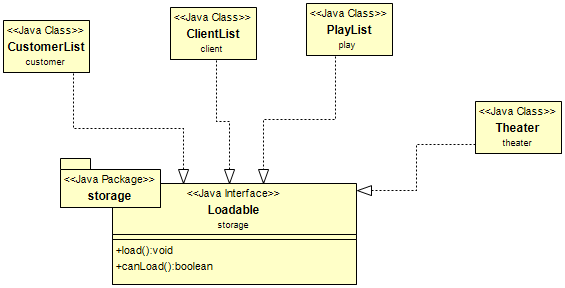 <<Java Class>>
CustomerList
customer
<<Java Class>>
ClientList
client
<<Java Class>>
PlayList
play
<<Java Class>>
Theater
theater
<<Java Package>>
storage
<<Java Interface>>
Loadable
storage
+load():void
+canLoad():boolean